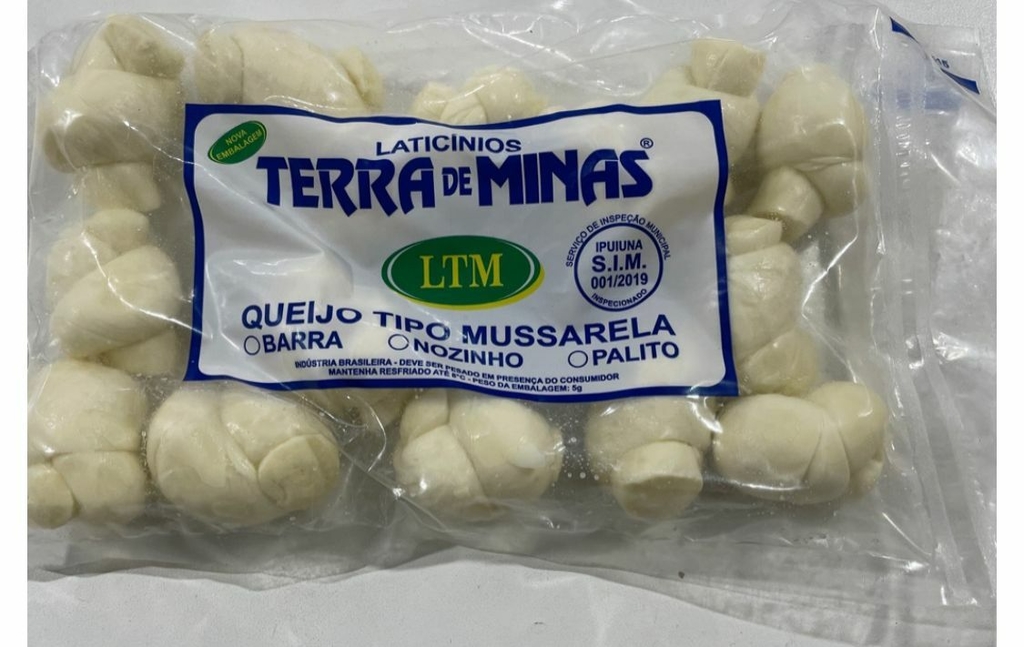 NOVA
EMBALAGEM
LATICÍNIOS
TERRA DE MINAS®
LTM
SERVIÇO DE INSPEÇÃO MUNICIPAL
IPUIUNA
S.I.M.
001/2019
INSPECIONADO
QUEIJO TIPO MUSSARELA
BARRA NOZINHO PALITO
INDÚSTRIA BRASILEIRA - DEVE SER PESADO EM PRESENÇA DO CONSUMIDOR
MANTENHA RESFRIADO ATÉ 8°C - PESO DA EMBALAGEM: 5g